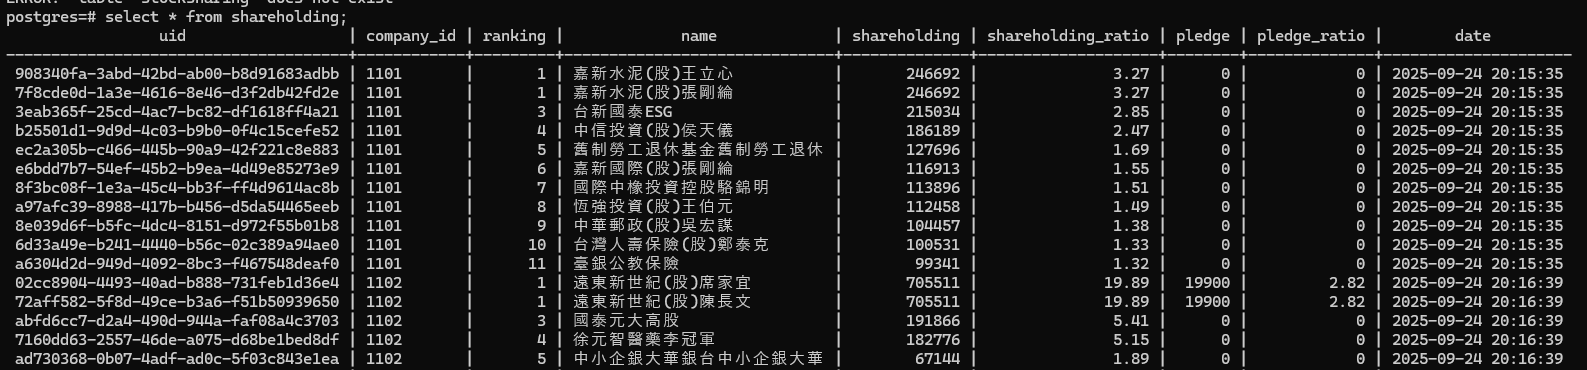 ERROR:  table "stocksharing" does not exist
postgres=# select * from shareholding;
uid | company_id | ranking | name | shareholding | shareholding_ratio | pledge | pledge_ratio | date
908340fa-3abd-42bd-ab00-b8d91683adbb | 1101 | 1 | 嘉新水泥(股)王立心 | 246692 | 3.27 | 0 | 0 | 2025-09-24 20:15:35
7f8cde0d-1a3e-4616-8e46-d3f2db42fd2e | 1101 | 1 | 嘉新水泥(股)張剛綸 | 246692 | 3.27 | 0 | 0 | 2025-09-24 20:15:35
3eab365f-25cd-4ac7-bc82-df1618ff4a21 | 1101 | 3 | 台新國泰ESG | 215034 | 2.85 | 0 | 0 | 2025-09-24 20:15:35
b25501d1-9d9d-4c03-b9b0-0f4c15cefe52 | 1101 | 4 | 中信投資(股)侯天儀 | 186189 | 2.47 | 0 | 0 | 2025-09-24 20:15:35
ec2a305b-c466-445b-90a9-42f221c8e883 | 1101 | 5 | 舊制勞工退休基金舊制勞工退休 | 127696 | 1.69 | 0 | 0 | 2025-09-24 20:15:35
e6bdd7b7-54ef-45b2-b9ea-4d49e85273e9 | 1101 | 6 | 嘉新國際(股)張剛綸 | 116913 | 1.55 | 0 | 0 | 2025-09-24 20:15:35
8f3bc08f-1e3a-45c4-bb3f-ff4d9614ac8b | 1101 | 7 | 國際中橡投資控股駱錦明 | 113896 | 1.51 | 0 | 0 | 2025-09-24 20:15:35
a97afc39-8988-417b-b456-d5da54465eeb | 1101 | 8 | 恆強投資(股)王伯元 | 112458 | 1.49 | 0 | 0 | 2025-09-24 20:15:35
8e039d6f-b5fc-4dc4-8151-d972f55b01b8 | 1101 | 9 | 中華郵政(股)吳宏謀 | 104457 | 1.38 | 0 | 0 | 2025-09-24 20:15:35
6d33a49e-b241-4440-b56c-02c389a94ae0 | 1101 | 10 | 台灣人壽保險(股)鄭泰克 | 100531 | 1.33 | 0 | 0 | 2025-09-24 20:15:35
a6304d2d-949d-4092-8bc3-f467548deaf0 | 1101 | 11 | 臺銀公教保險 | 99341 | 1.32 | 0 | 0 | 2025-09-24 20:15:35
02cc8904-4493-40ad-b888-731feb1d36e4 | 1102 | 1 | 遠東新世紀(股)席家宜 | 705511 | 19.89 | 19900 | 2.82 | 2025-09-24 20:16:39
72aff582-5f8d-49ce-b3a6-f51b50939650 | 1102 | 1 | 遠東新世紀(股)陳長文 | 705511 | 19.89 | 19900 | 2.82 | 2025-09-24 20:16:39
abfd6cc7-d2a4-490d-944a-faf08a4c3703 | 1102 | 3 | 國泰元大高股 | 191866 | 5.41 | 0 | 0 | 2025-09-24 20:16:39
7160dd63-2557-46de-a075-d68be1bed8df | 1102 | 4 | 徐元智醫藥李冠軍 | 182776 | 5.15 | 0 | 0 | 2025-09-24 20:16:39
ad730368-0b07-4adf-ad0c-5f03c843e1ea | 1102 | 5 | 中小企銀大華銀台中小企銀大華 | 67144 | 1.89 | 0 | 0 | 2025-09-24 20:16:39